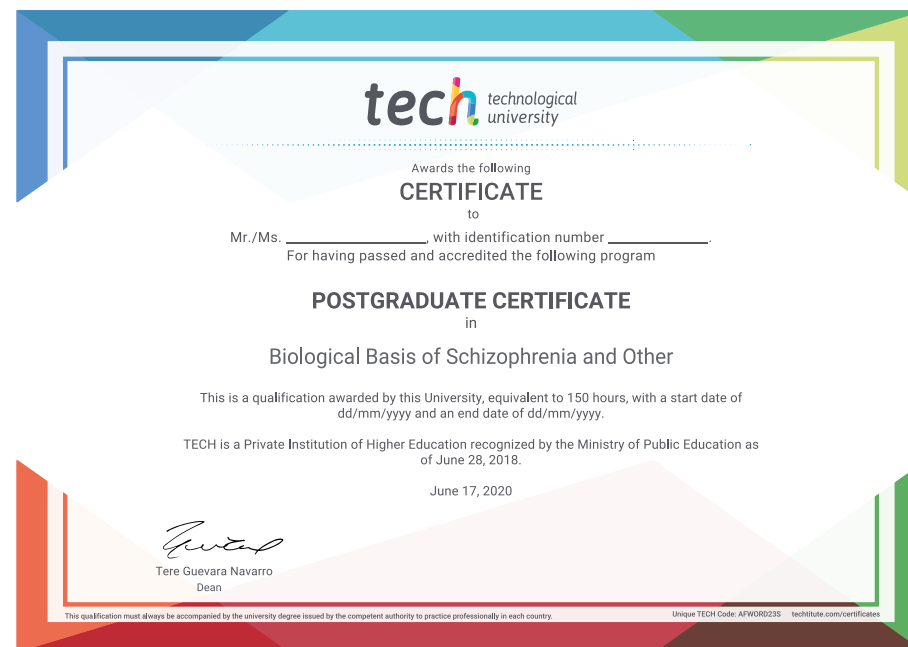 tech technological
university
Awards the following
CERTIFICATE
to
Mr./Ms. ____________________, with identification number ______________.
For having passed and accredited the following program
POSTGRADUATE CERTIFICATE
in
Biological Basis of Schizophrenia and Other
This is a qualification awarded by this University, equivalent to 150 hours, with a start date of
dd/mm/yyyy and an end date of dd/mm/yyyy.
TECH is a Private Institution of Higher Education recognized by the Ministry of Public Education as
of June 28, 2018.
June 17, 2020
Tere Guevara Navarro
Dean
This qualification must always be accompanied by the university degree issued by the competent authority to practice professionally in each country.
Unique TECH Code: AFWORD23S techtitute.com/certificates